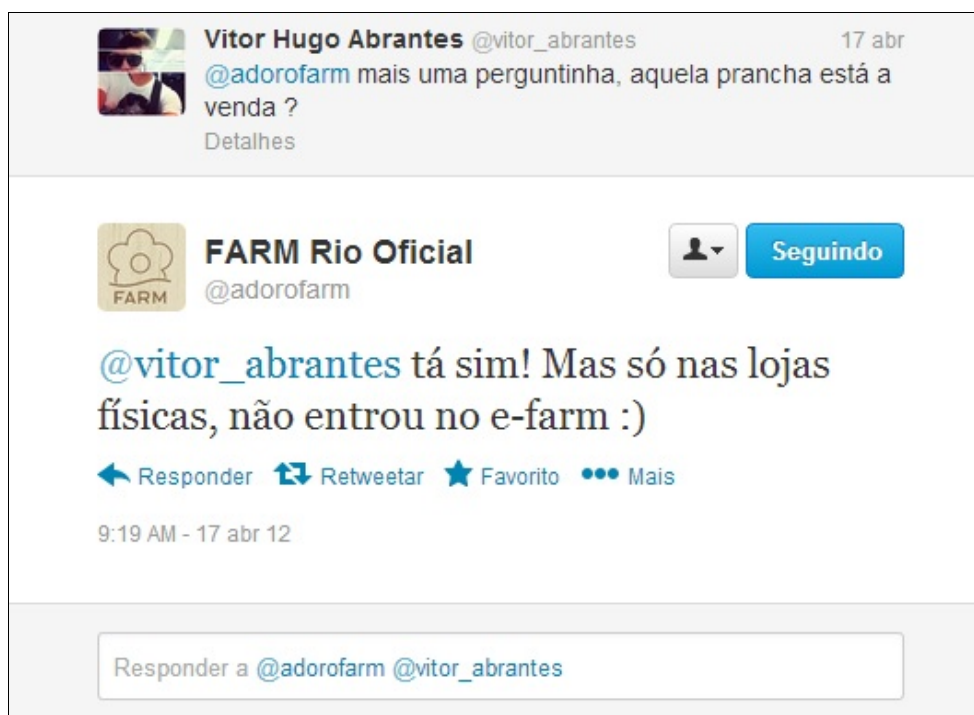 Vitor Hugo Abrantes @vitor_abrantes 17 abr
@adorofarm mais uma perguntinha, aquela prancha está a
venda ?
Detalhes
FARM
FARM Rio Oficial
@adorofarm
Seguindo
@vitor_abrantes tá sim! Mas só nas lojas
físicas, não entrou no e-farm :)
Responder Retweetar Favorito Mais
9:19 AM - 17 abr 12
Responder a @adorofarm @vitor_abrantes